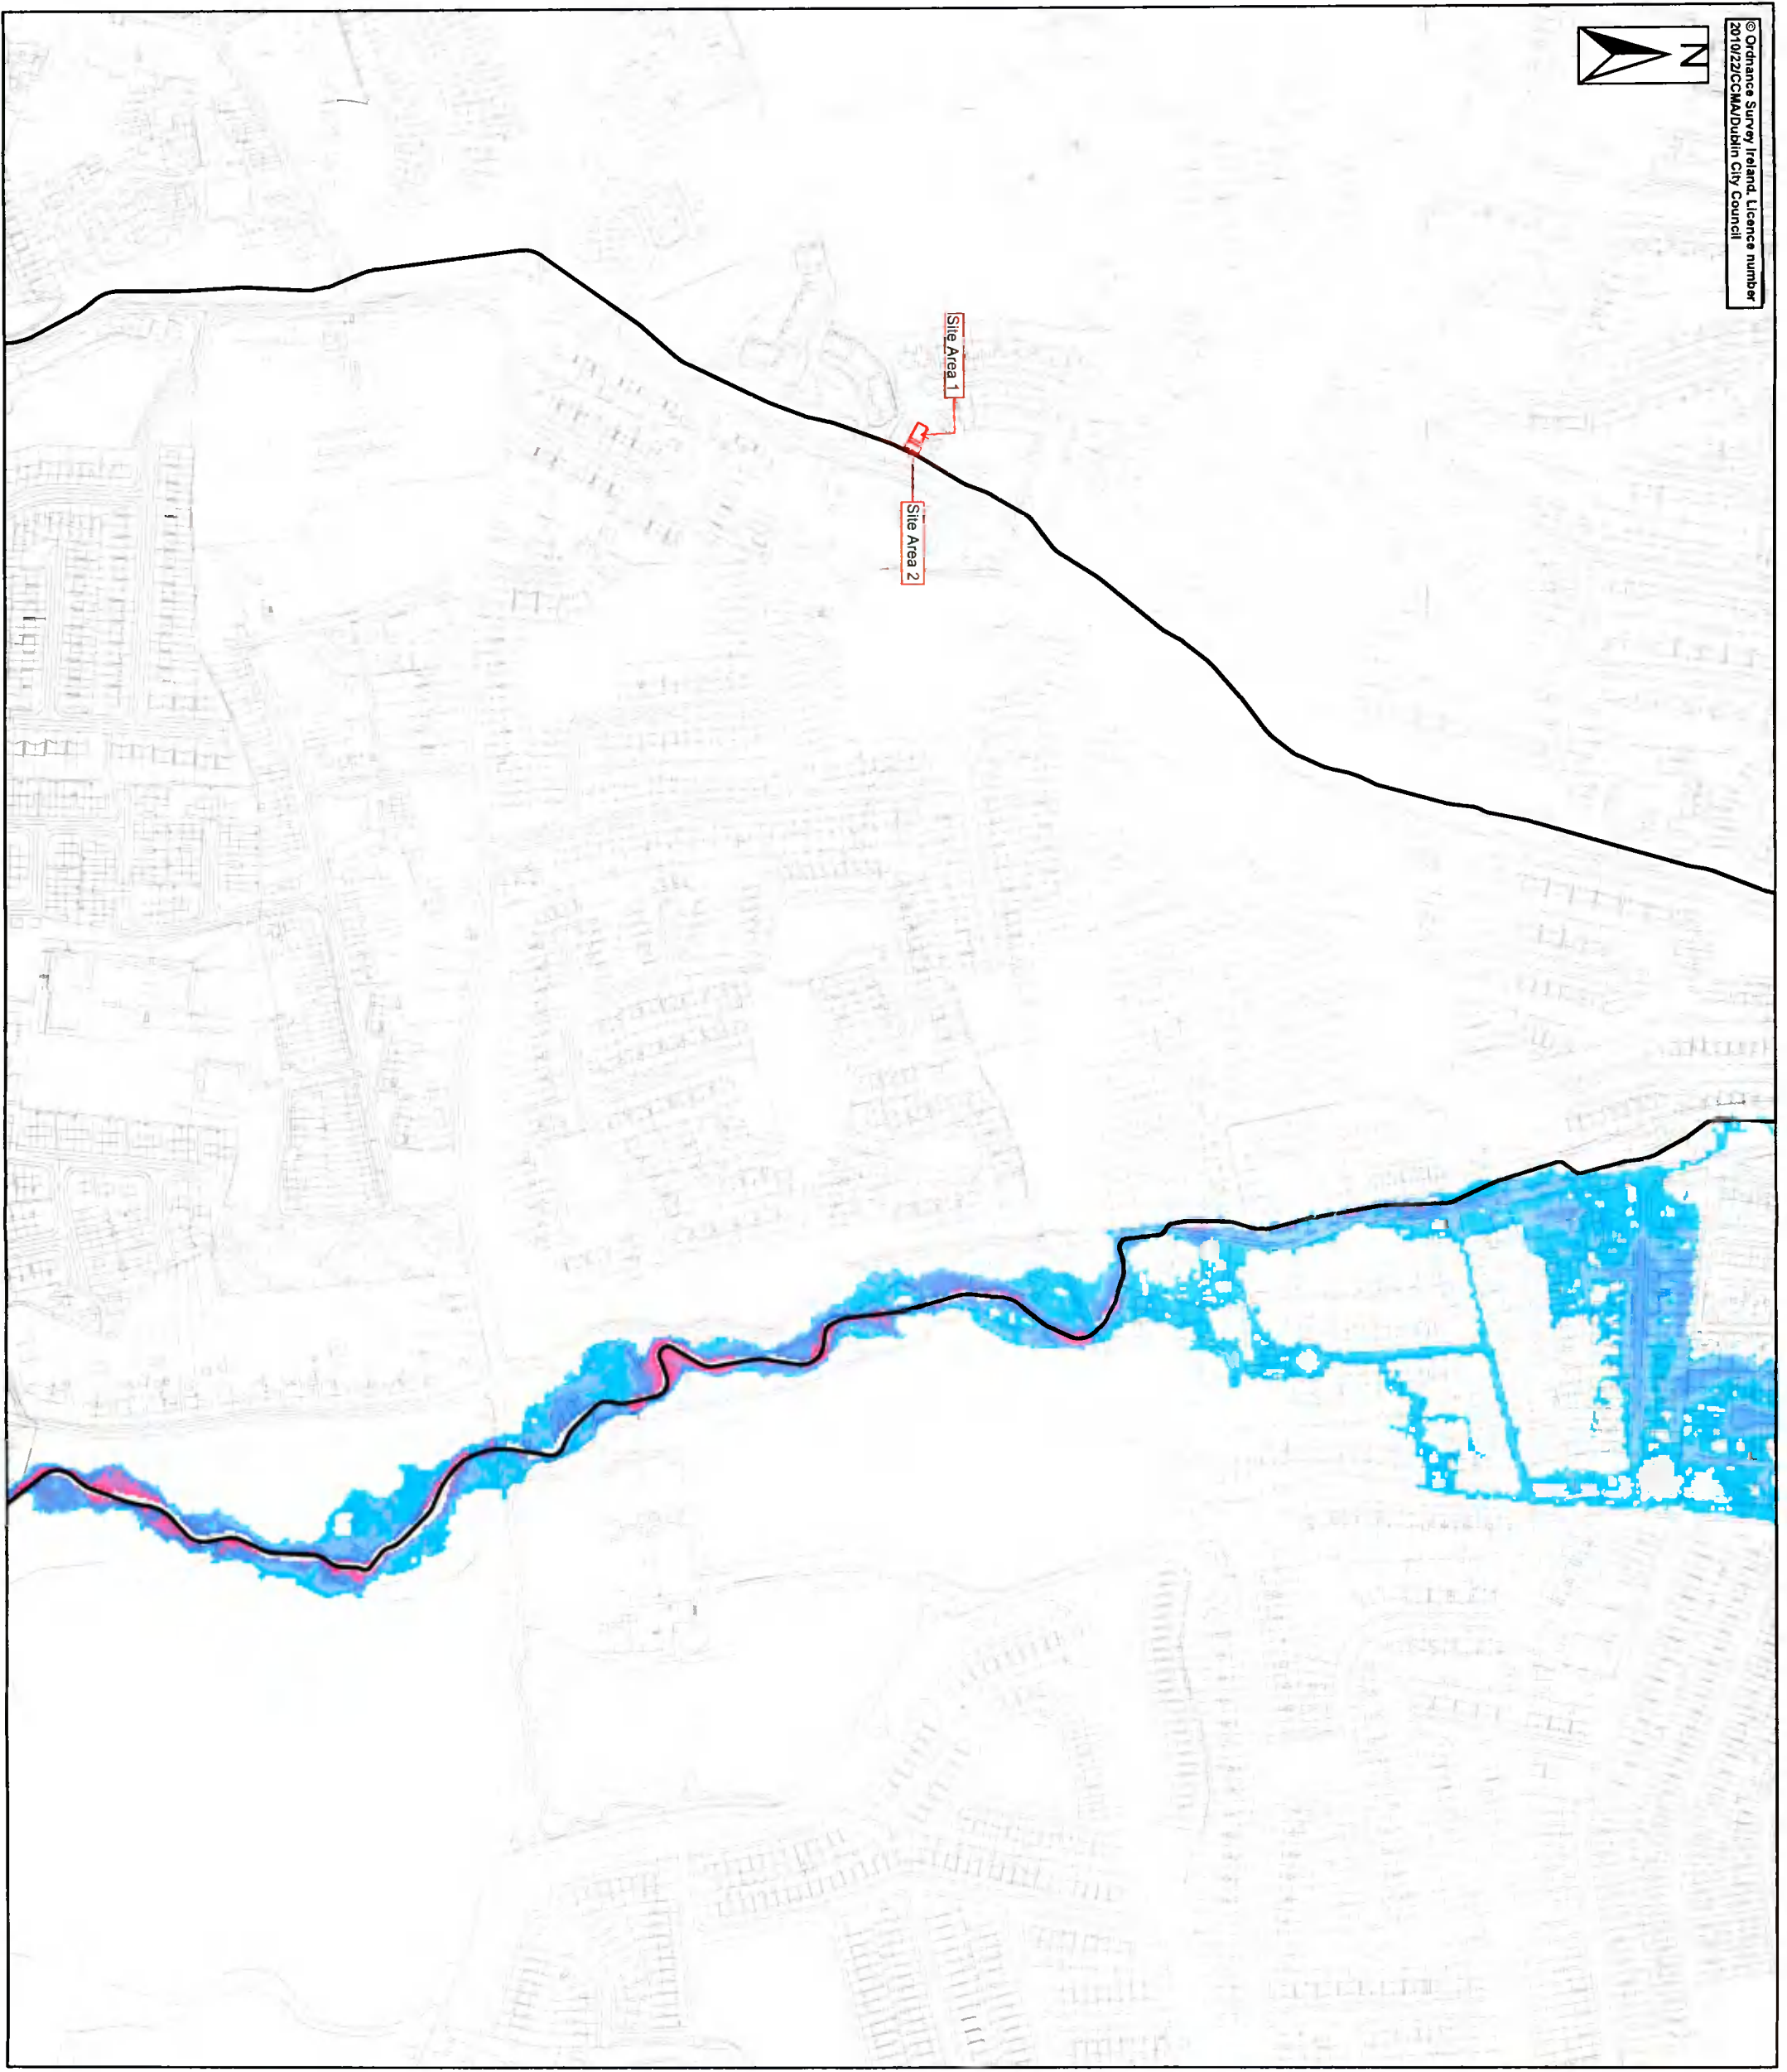 © Ordnance Survey Ireland. Licence number
2010/22/CCMA/Dublin City Council
N
Site Area 1
Site Area 2